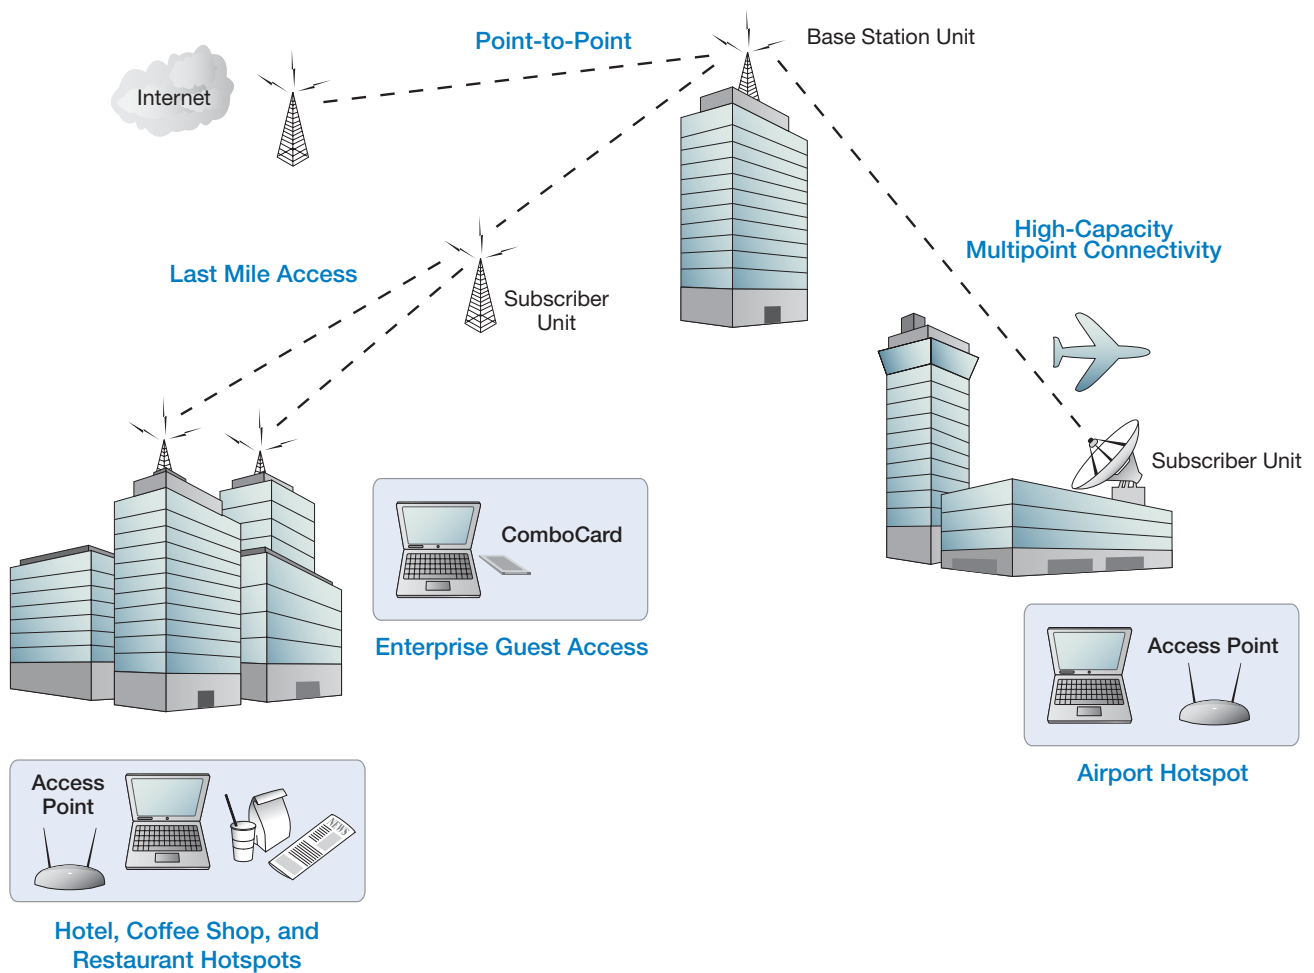 Point-to-Point
Base Station Unit
Internet
High-Capacity
Multipoint Connectivity
Last Mile Access
Subscriber
Unit
Subscriber Unit
ComboCard
Enterprise Guest Access
Access Point
Airport Hotspot
Access
Point
NEWS
Hotel, Coffee Shop, and
Restaurant Hotspots